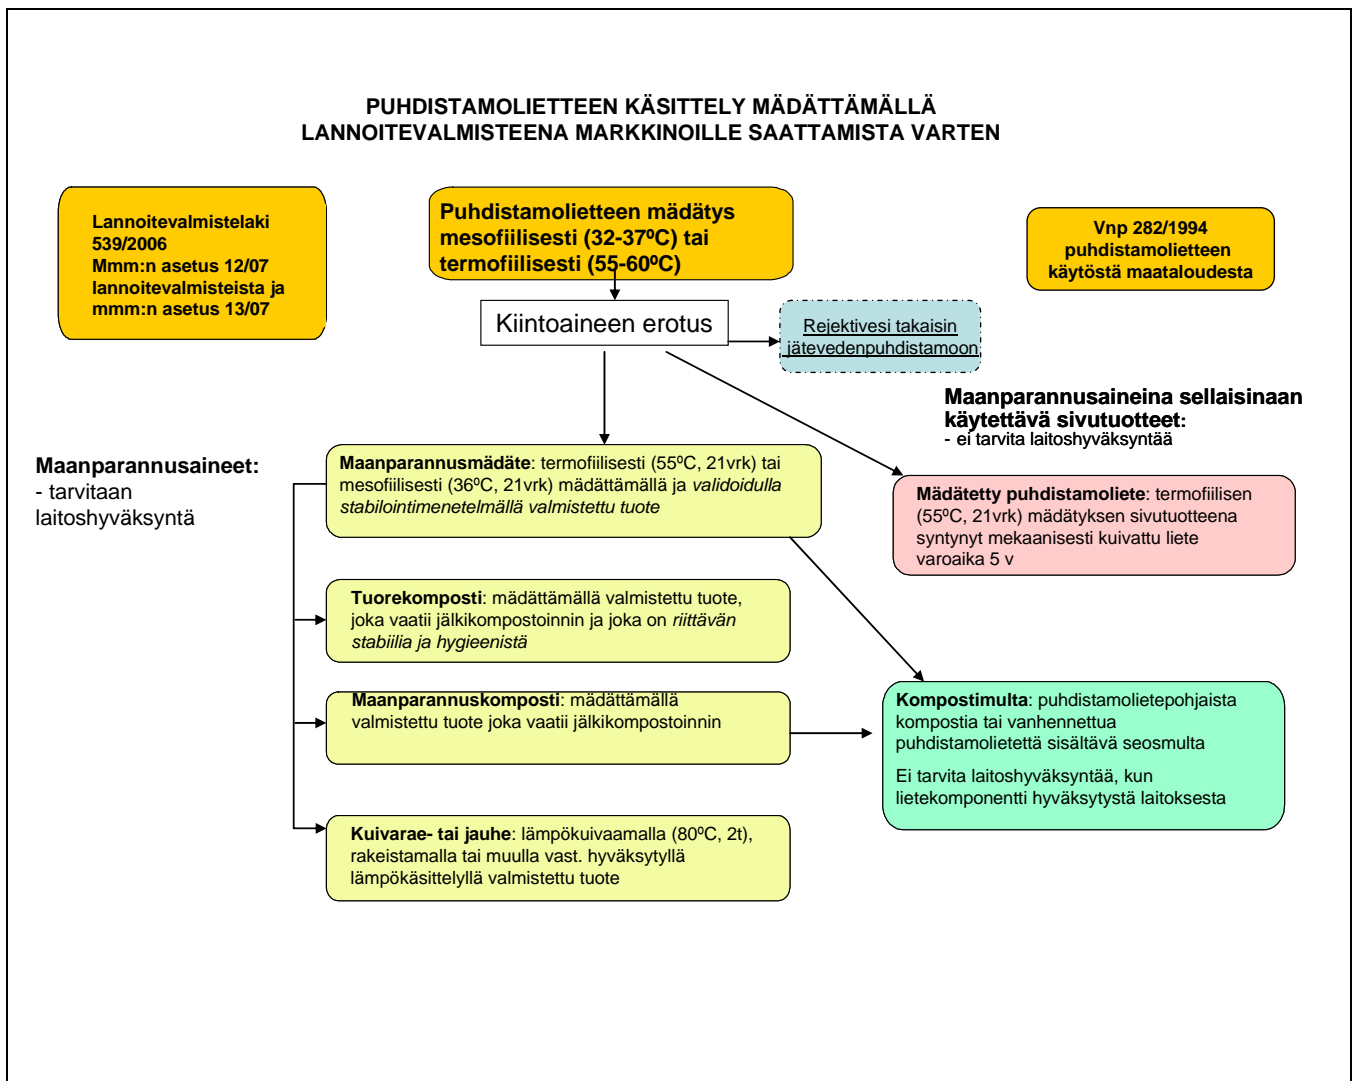 PUHDISTAMOLIETTEEN KÄSITTELY MÄDÄTTÄMÄLLÄ
LANNOITEVALMISTEENA MARKKINOILLE SAATTAMISTA VARTEN
Lannoitevalmistelaki
539/2006
Mmm:n asetus 12/07
lannoitevalmisteista ja
mmm:n asetus 13/07
Puhdistamolietteen mädätys
mesofiilisesti (32-37ºC) tai
termofiilisesti (55-60ºC)
Vnp 282/1994
puhdistamolietteen
käytöstä maataloudesta
Kiintoaineen erotus
Rejektivesi takaisin
jätevedenpuhdistamoon
Maanparannusaineina sellaisinaan
käytettävä sivutuotteet:
- ei tarvita laitoshyväksyntää
Maanparannusaineet:
- tarvitaan
laitoshyväksyntä
Maanparannusmädäte: termofiilisesti (55ºC, 21vrk) tai
mesofiilisesti (36ºC, 21vrk) mädättämällä ja validoidulla
stabilointimenetelmällä valmistettu tuote
Mädätetty puhdistamoliete: termofiilisen
(55ºC, 21vrk) mädätyksen sivutuotteena
syntynyt mekaanisesti kuivattu liete
varoaika 5 v
Tuorekomposti: mädättämällä valmistettu tuote,
joka vaatii jälkikompostoinnin ja joka on riittävän
stabiilia ja hygieenistä
Maanparannuskomposti: mädättämällä
valmistettu tuote joka vaatii jälkikompostoinnin
Kompostimulta: puhdistamolietepohjaista
kompostia tai vanhennettua
puhdistamolietettä sisältävä seosmulta
Ei tarvita laitoshyväksyntää, kun
lietekomponentti hyväksytystä laitoksesta
Kuivarae- tai jauhe: lämpökuivaamalla (80ºC, 2t),
rakeistamalla tai muulla vast. hyväksytyllä
lämpökäsittelyllä valmistettu tuote